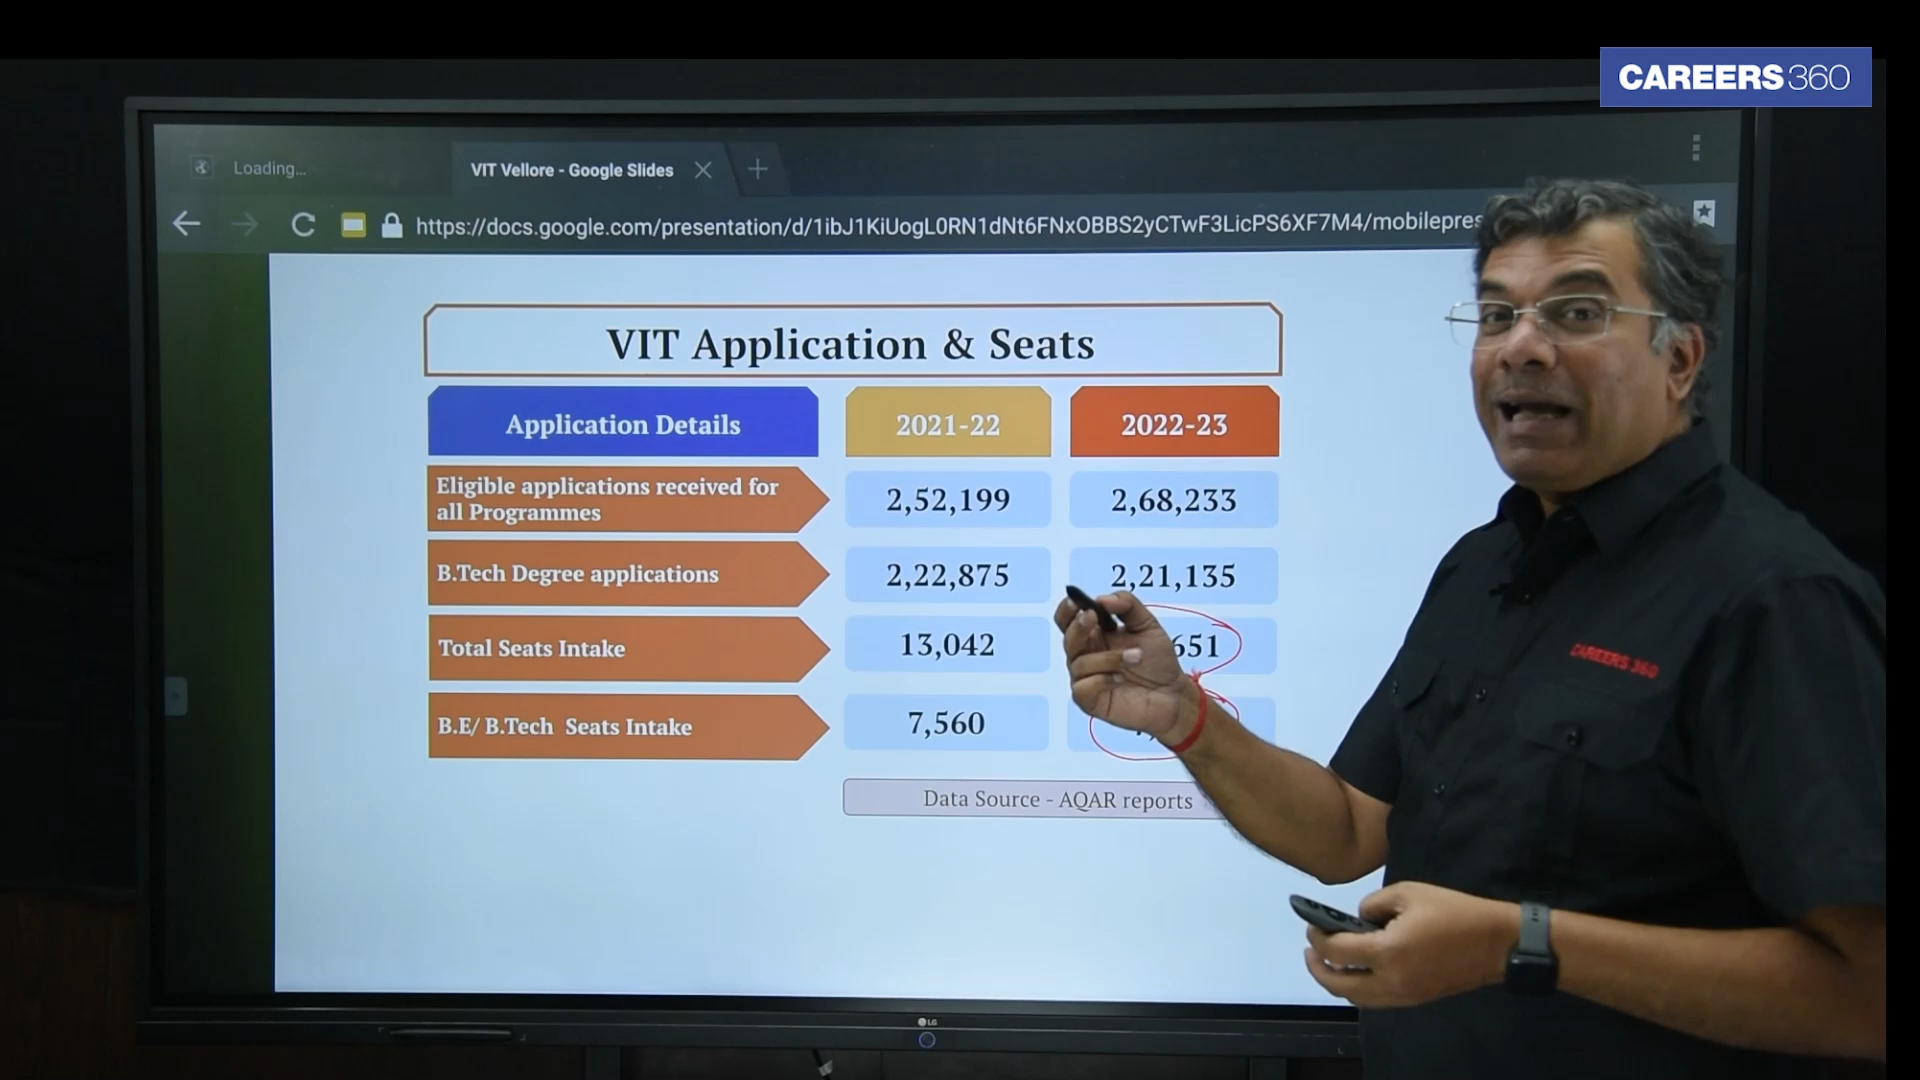 CAREERS360
Loading...
VIT Vellore - Google Slides
https://docs.google.com/presentation/d/1ibJ1KiUogL0RN1dNt6FNxOBBS2yCTwF3LicPS6XF7M4/mobilepres
VIT Application & Seats
Application Details 2021-22 2022-23
Eligible applications received for
all Programmes 2,52,199 2,68,233
B.Tech Degree applications 2,22,875 2,21,135
Total Seats Intake 13,042 651
B.E/ B.Tech Seats Intake 7,560
Data Source - AQAR reports
CAREERS 360
LG